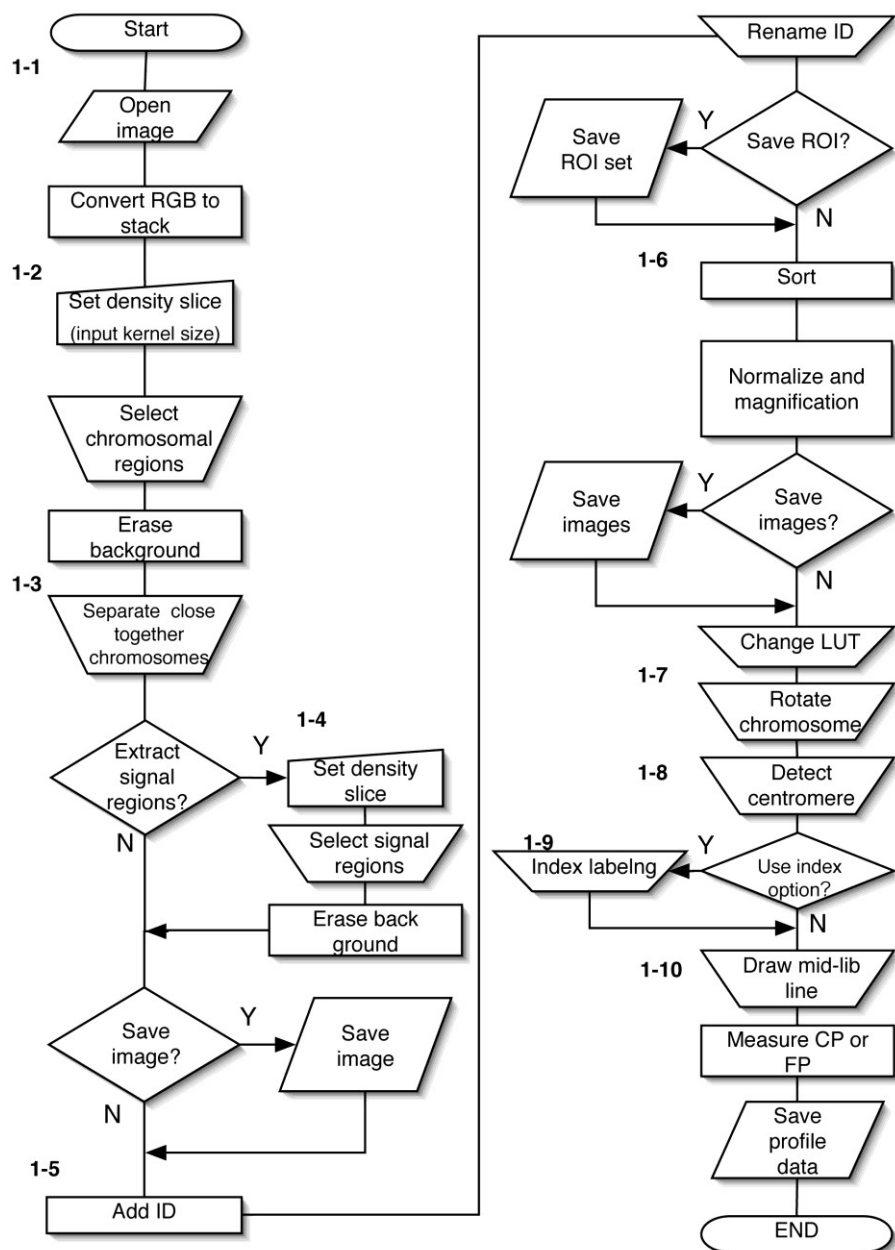 Start
1-1
Open
image
Convert RGB to
stack
1-2
Set density slice
(input kernel size)
Select
chromosomal
regions
Erase
background
1-3
Separate close
together
chromosomes
Extract
signal
regions?
Y
N
1-4
Set density
slice
Select signal
regions
Erase back
ground
Save
image?
Y
N
Save
image
1-5
Add ID
Rename ID
Save ROI?
Y
N
Save
ROI set
1-6
Sort
Normalize and
magnification
Save
images?
Y
N
Save
images
Change LUT
1-7
Rotate
chromosome
1-8
Detect
centromere
Use index
option?
Y
N
1-9
Index labelng
1-10
Draw mid-lib
line
Measure CP or
FP
Save
profile
data
END